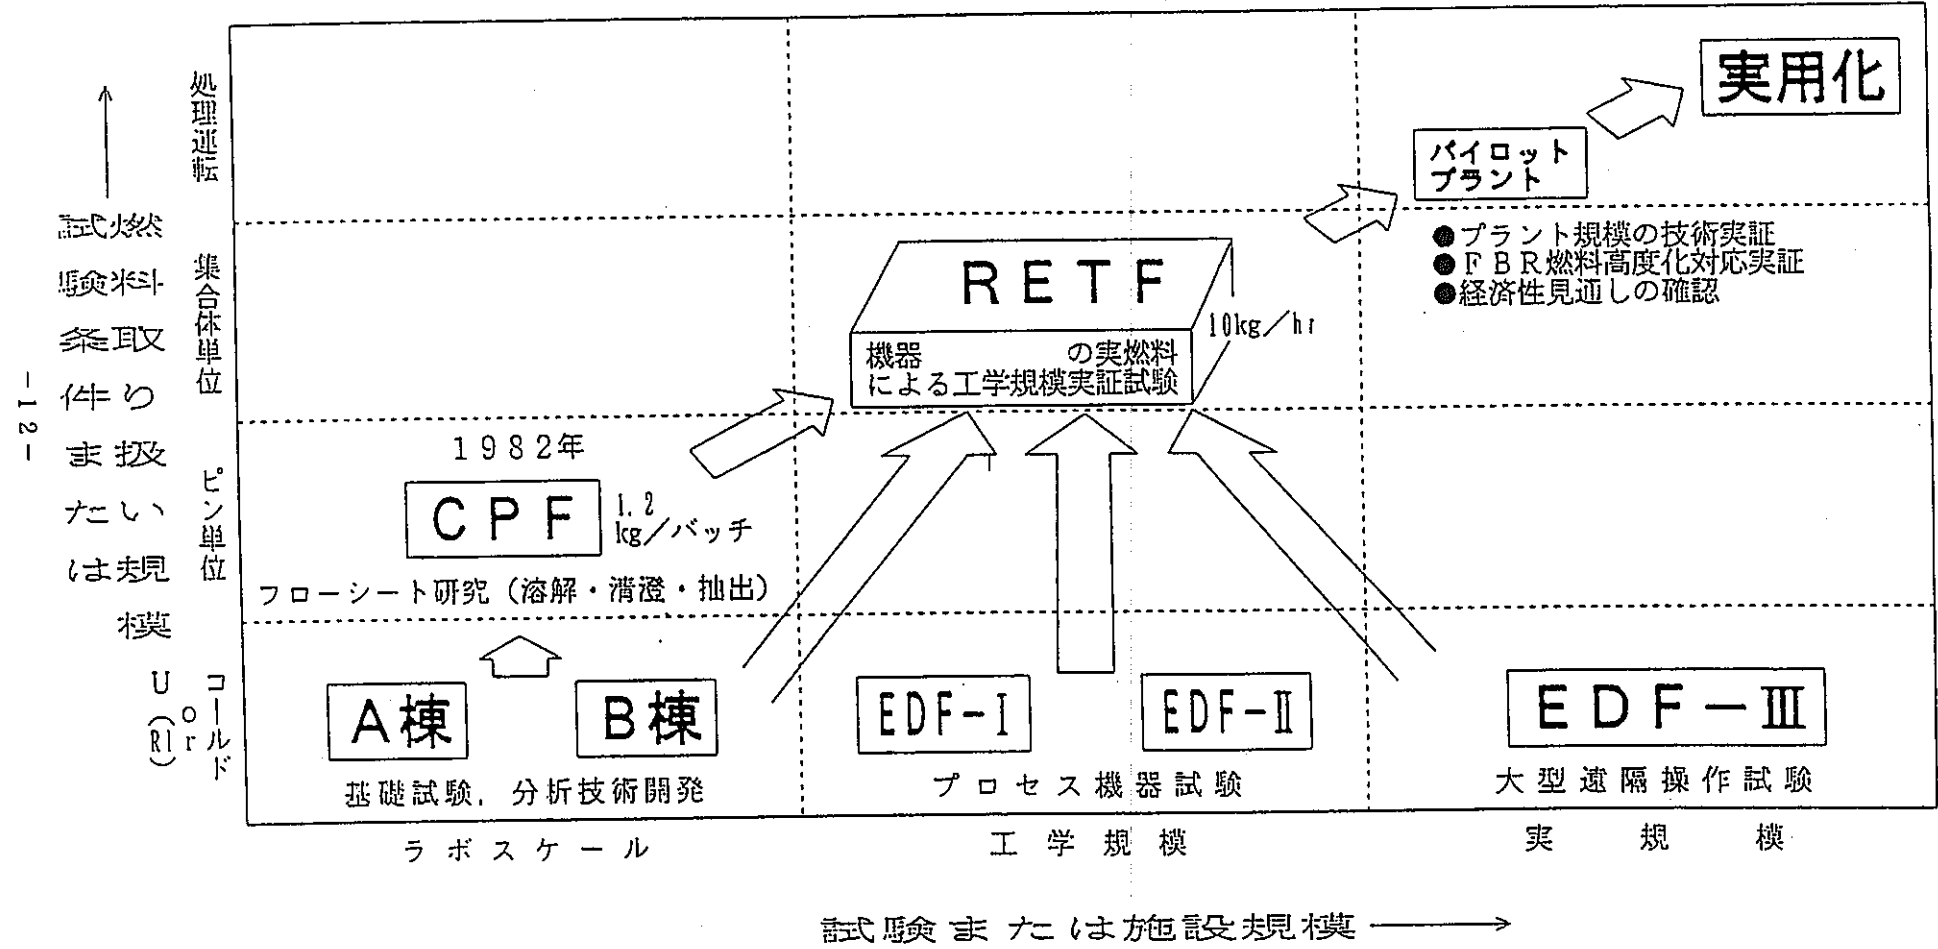 実用化
処理運転
パイロット
プラント
●プラント規模の技術実証
●FBR燃料高度化対応実証
●経済性見通しの確認
集合体単位
RETF
10kg/hr
機器 の実燃料
による工学規模実証試験
燃料取り扱い規模
試験条件または
-12-
ピン単位
1982年
CPF
1.2
kg/バッチ
フローシート研究(溶解・清澄・抽出)
コールド
or
U
(RI)
A棟
B棟
EDF-Ⅰ
EDF-Ⅱ
EDF-Ⅲ
基礎試験,分析技術開発
プロセス機器試験
大型遠隔操作試験
ラボスケール
工学規模
実規模
試験または施設規模